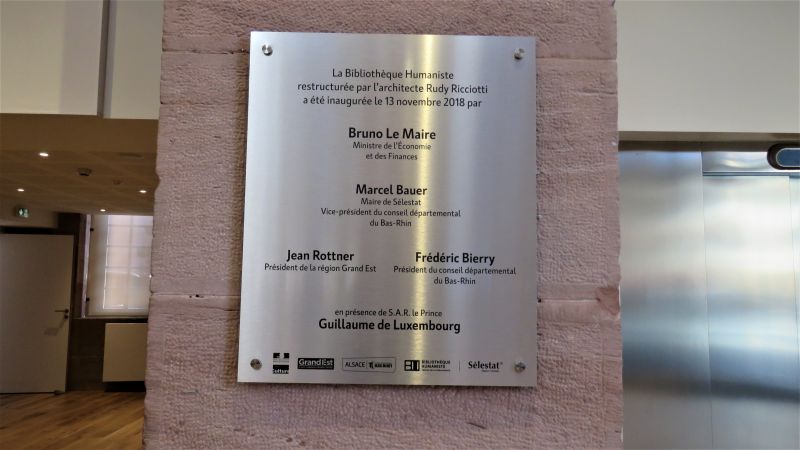 La Bibliothèque Humaniste
restructurée par l'architecte Rudy Ricciotti
a été inaugurée le 13 novembre 2018 par
Bruno Le Maire
Ministre de l'Économie
et des Finances
Marcel Bauer
Maire de Sélestat
Vice-président du conseil départemental
du Bas-Rhin
Jean Rottner
Président de la région Grand Est
Frédéric Bierry
Président du conseil départemental
du Bas-Rhin
en présence de S.A.R. le Prince
Guillaume de Luxembourg
Culture
GrandEst
ALSACE
BAS-RHIN
BIBLIOTHÈQUE
HUMANISTE
Sélestat